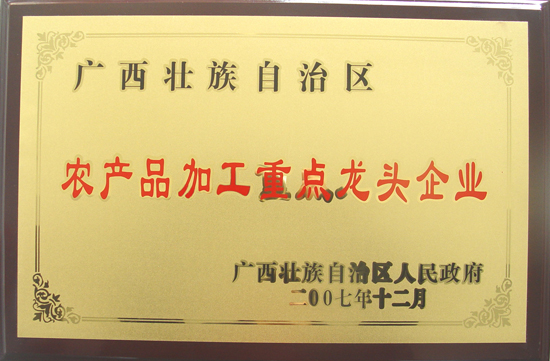 广西壮族自治区
农产品加工重点龙头企业
广西壮族自治区人民政府
二00七年十二月